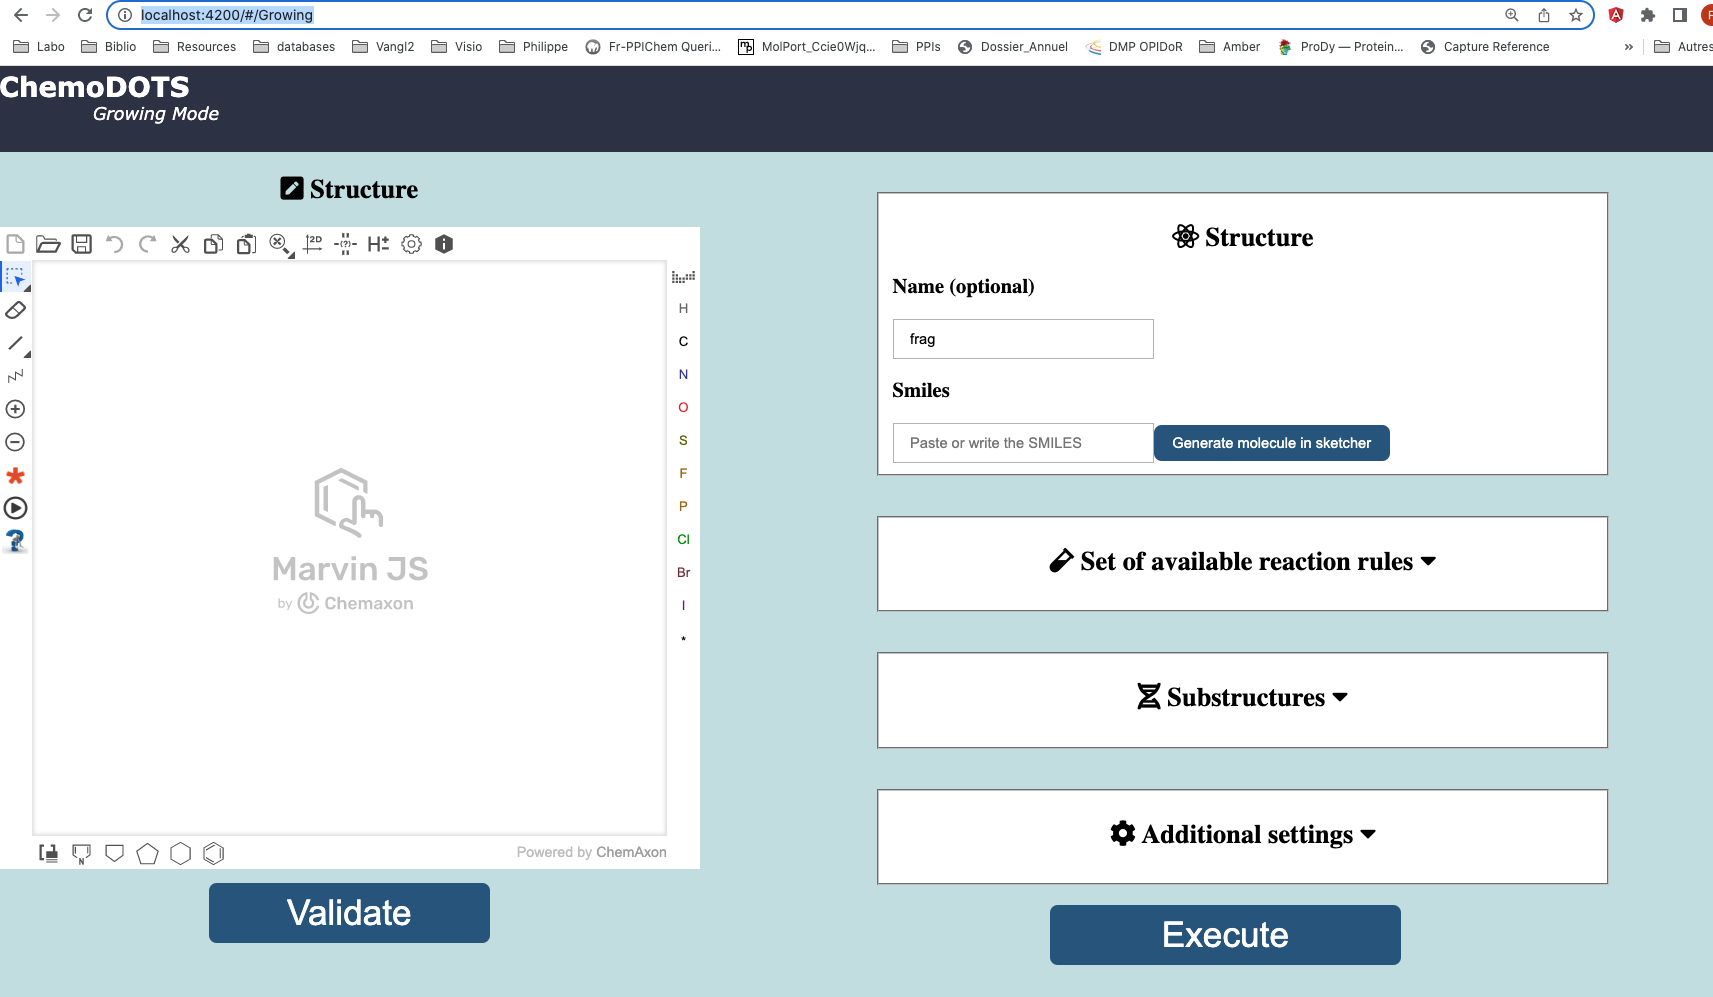 localhost:4200/#/Growing
Labo Biblio Resources databases Vangl2 Visio Philippe Fr-PPIChem Queri... MolPort_Ccie0Wjq... PPIs Dossier_Annuel DMP OPIDoR Amber ProDy — Protein... Capture Reference » Autres
ChemoDOTS
Growing Mode
Structure
2D
H±
H
C
N
O
S
F
P
Cl
Br
I
*
Marvin JS
by Chemaxon
N
Powered by ChemAxon
Validate
Structure
Name (optional)
frag
Smiles
Paste or write the SMILES Generate molecule in sketcher
Set of available reaction rules
Substructures
Additional settings
Execute